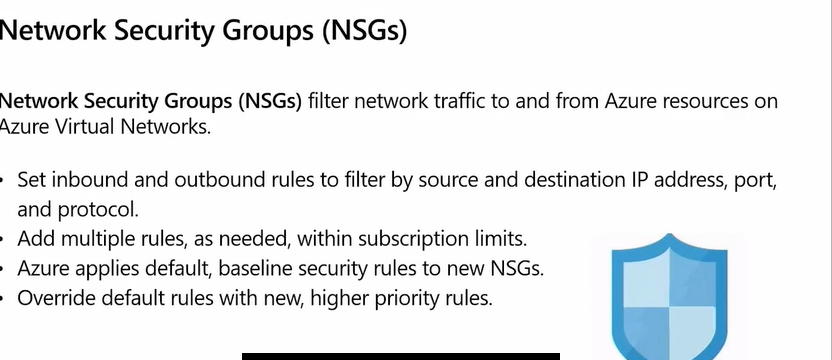 Network Security Groups (NSGs)
Network Security Groups (NSGs) filter network traffic to and from Azure resources on
Azure Virtual Networks.
• Set inbound and outbound rules to filter by source and destination IP address, port,
and protocol.
• Add multiple rules, as needed, within subscription limits.
• Azure applies default, baseline security rules to new NSGs.
• Override default rules with new, higher priority rules.